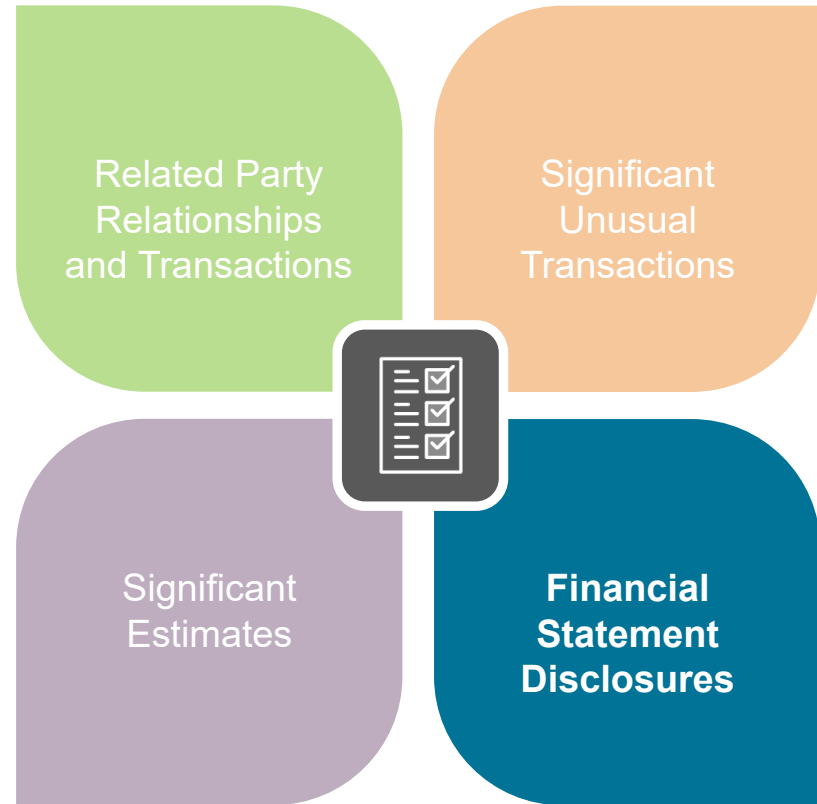 Related Party
Relationships
and Transactions
Significant
Unusual
Transactions
Significant
Estimates
Financial
Statement
Disclosures